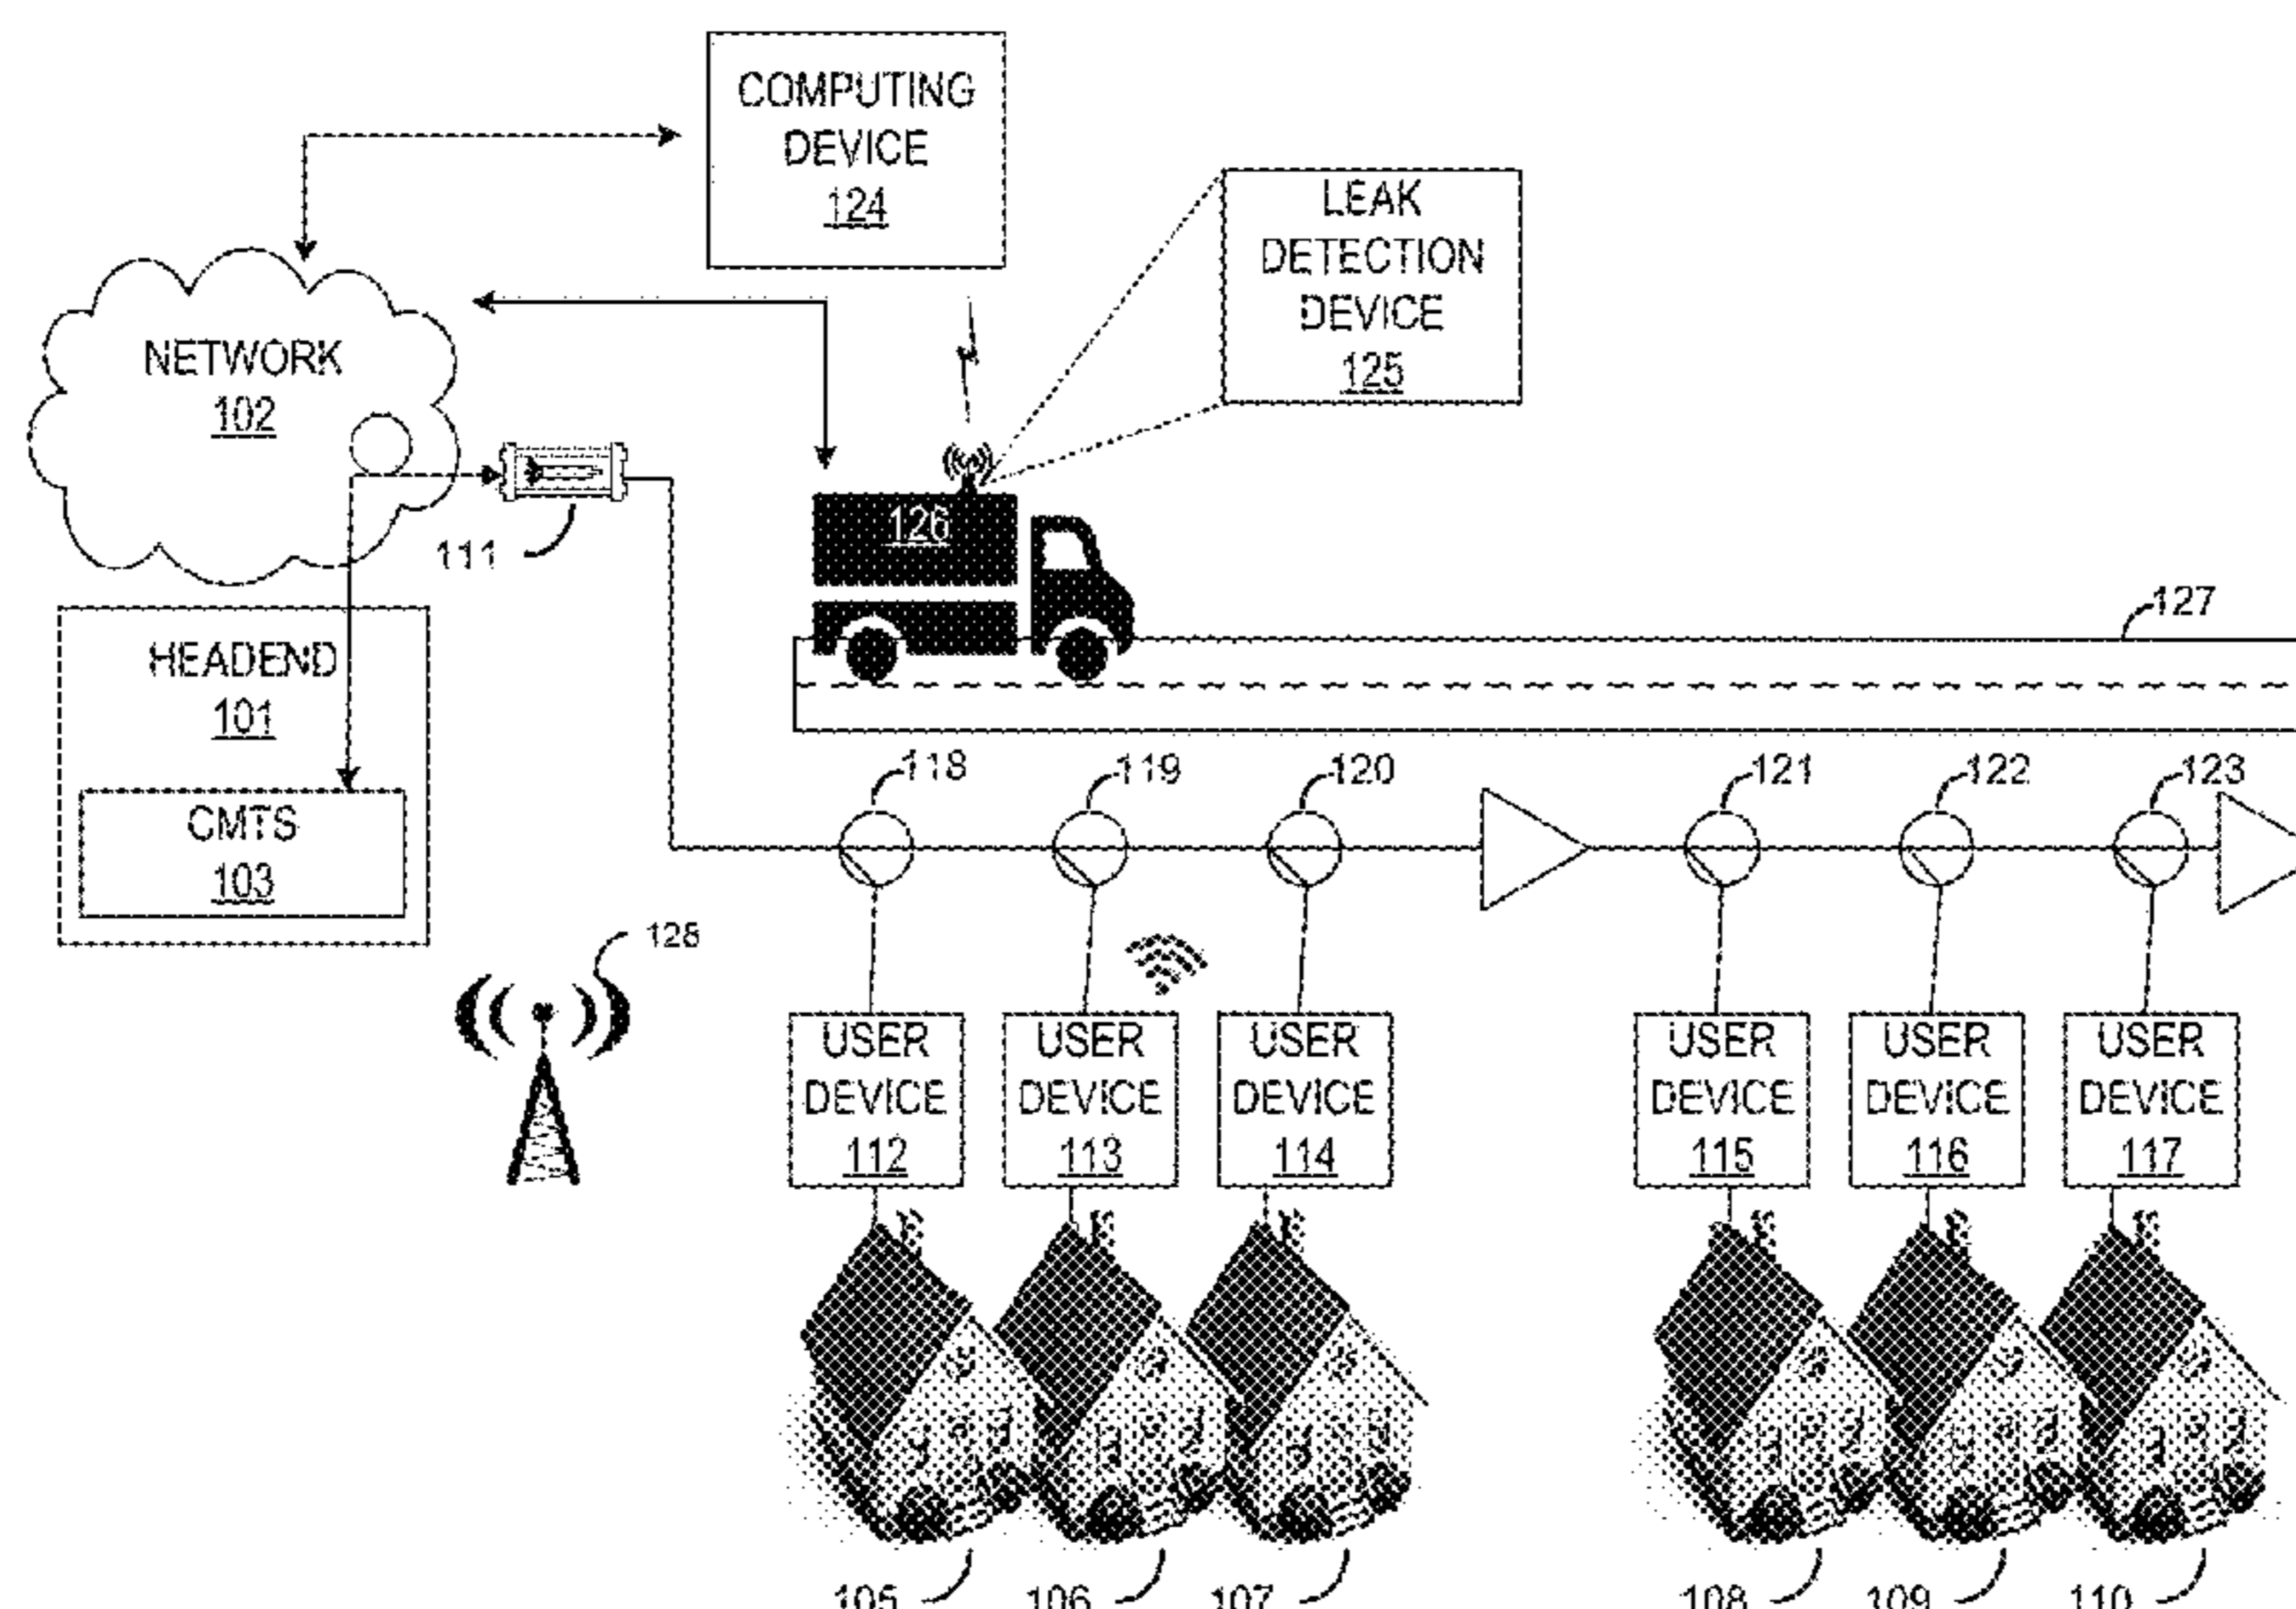 COMPUTING
DEVICE
124
LEAK
DETECTION
DEVICE
125
NETWORK
102
111
126
127
HEADEND
101
CMTS
103
118
119
120
121
122
123
128
USER
DEVICE
112
USER
DEVICE
113
USER
DEVICE
114
USER
DEVICE
115
USER
DEVICE
116
USER
DEVICE
117
105
106
107
108
109
110